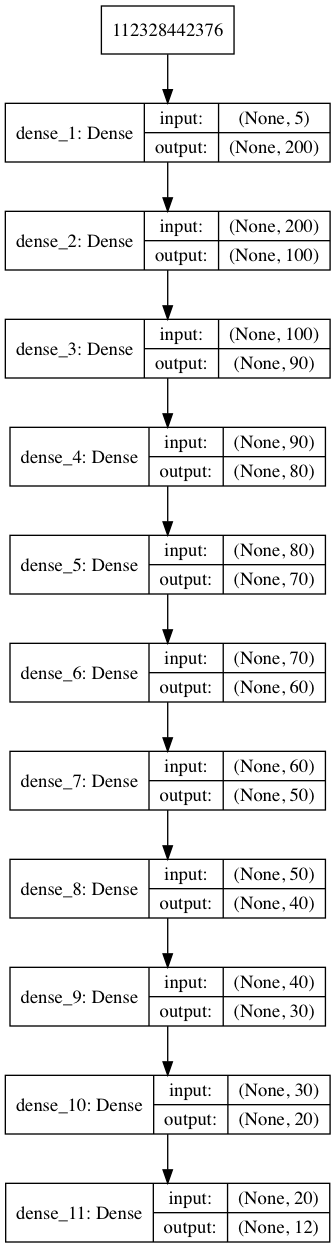 112328442376
dense_1: Dense
input:
(None, 5)
output:
(None, 200)
dense_2: Dense
input:
(None, 200)
output:
(None, 100)
dense_3: Dense
input:
(None, 100)
output:
(None, 90)
dense_4: Dense
input:
(None, 90)
output:
(None, 80)
dense_5: Dense
input:
(None, 80)
output:
(None, 70)
dense_6: Dense
input:
(None, 70)
output:
(None, 60)
dense_7: Dense
input:
(None, 60)
output:
(None, 50)
dense_8: Dense
input:
(None, 50)
output:
(None, 40)
dense_9: Dense
input:
(None, 40)
output:
(None, 30)
dense_10: Dense
input:
(None, 30)
output:
(None, 20)
dense_11: Dense
input:
(None, 20)
output:
(None, 12)